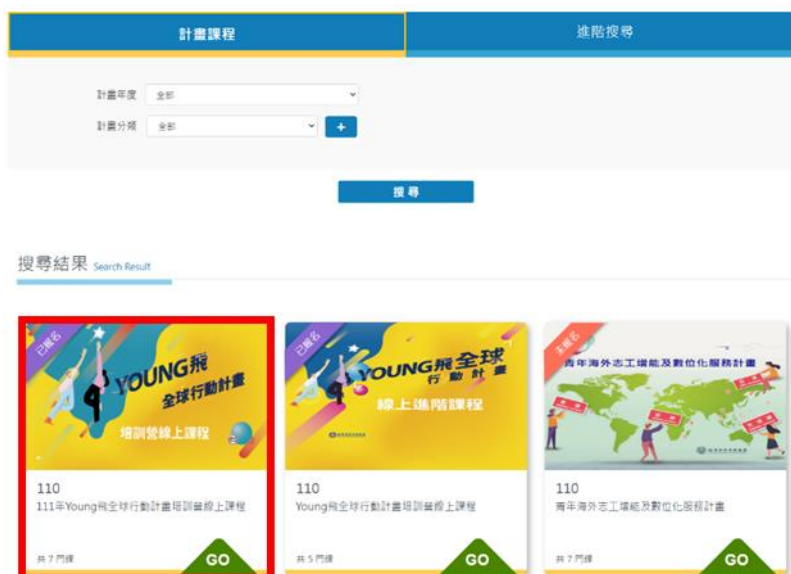 計畫課程
進階搜尋
計畫年度 全部
計畫分類 全部 +
搜尋
搜尋結果 Search Result
已報名
YOUNG飛
全球行動計畫
培訓營線上課程
110
111年Young飛全球行動計畫培訓營線上課程
共 7 門課
GO
已報名
YOUNG飛全球
行動計畫
線上進階課程
110
Young飛全球行動計畫培訓營線上課程
共 5 門課
GO
未報名
青年海外志工增能及數位化服務計畫
110
青年海外志工增能及數位化服務計畫
共 7 門課
GO